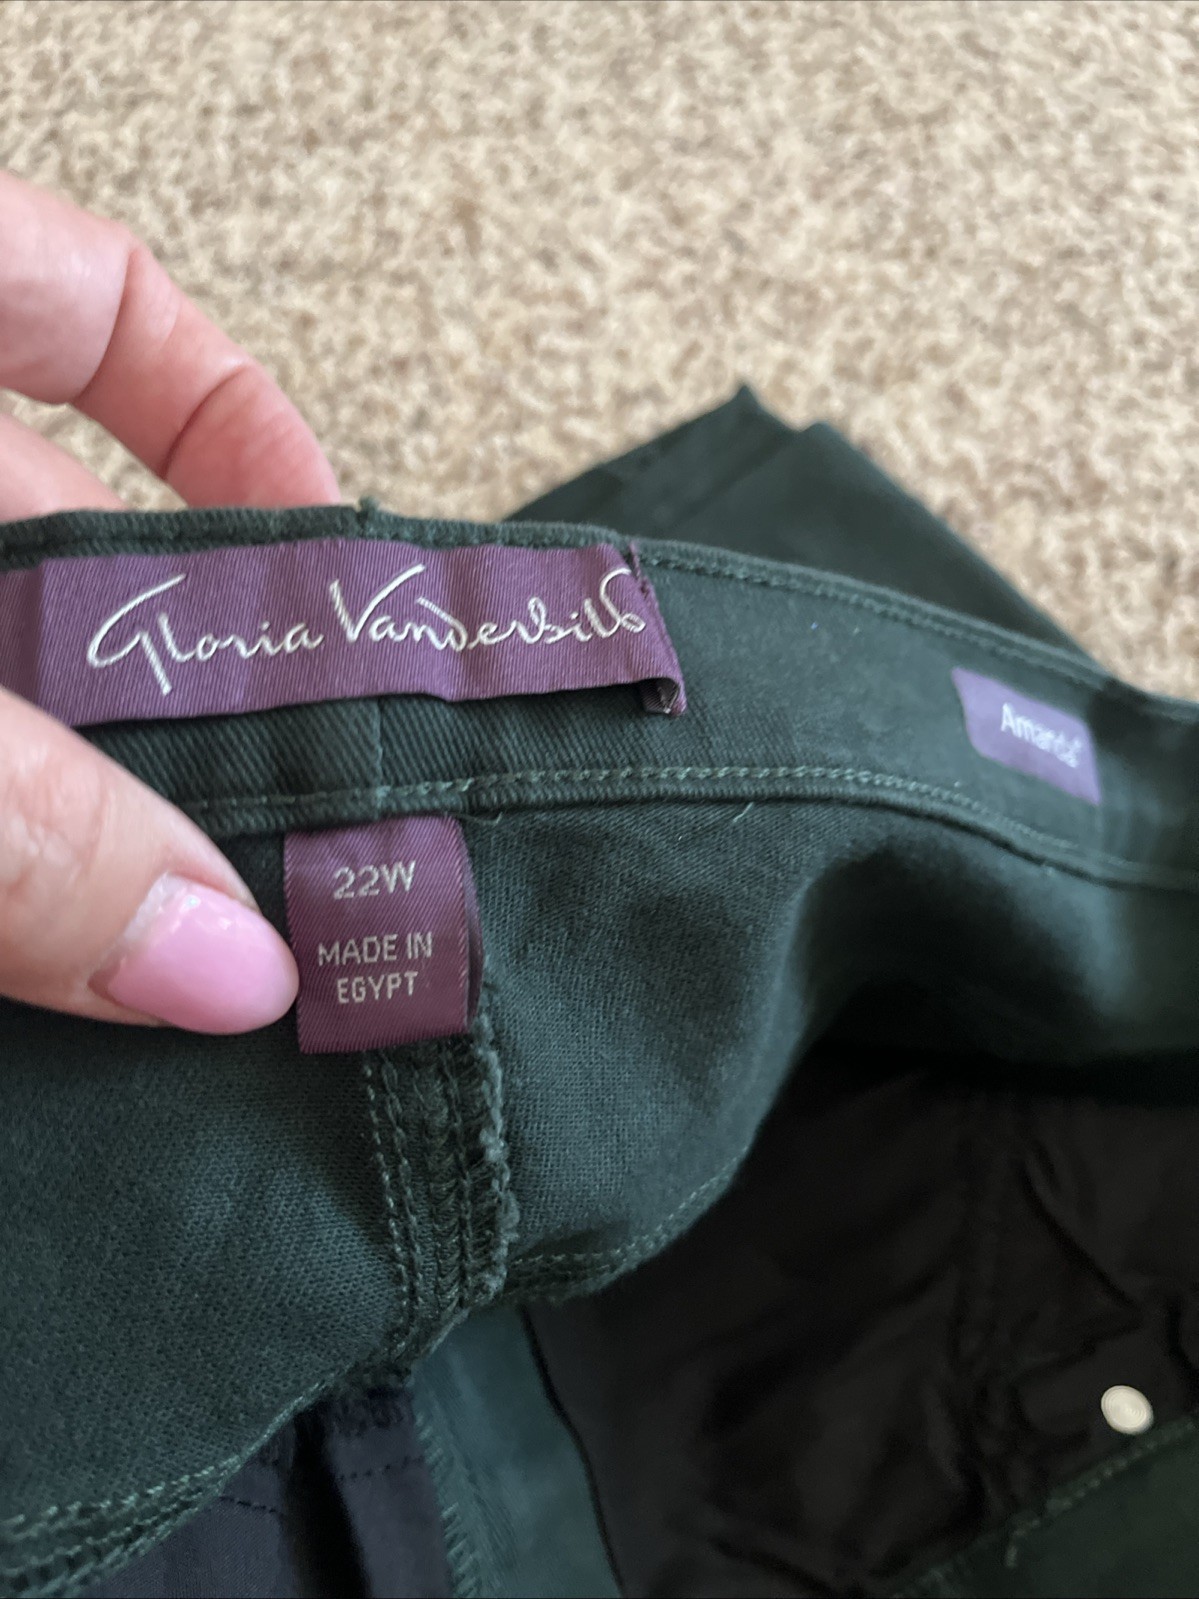 Gloria Vanderbilt
Amanda
22W
MADE IN
EGYPT